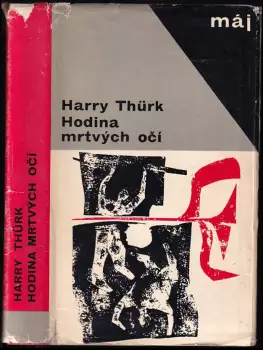 máj
Harry Thürk
Hodina
mrtvých očí
HARRY THÜRK
HODINA MRTVÝCH OČÍ